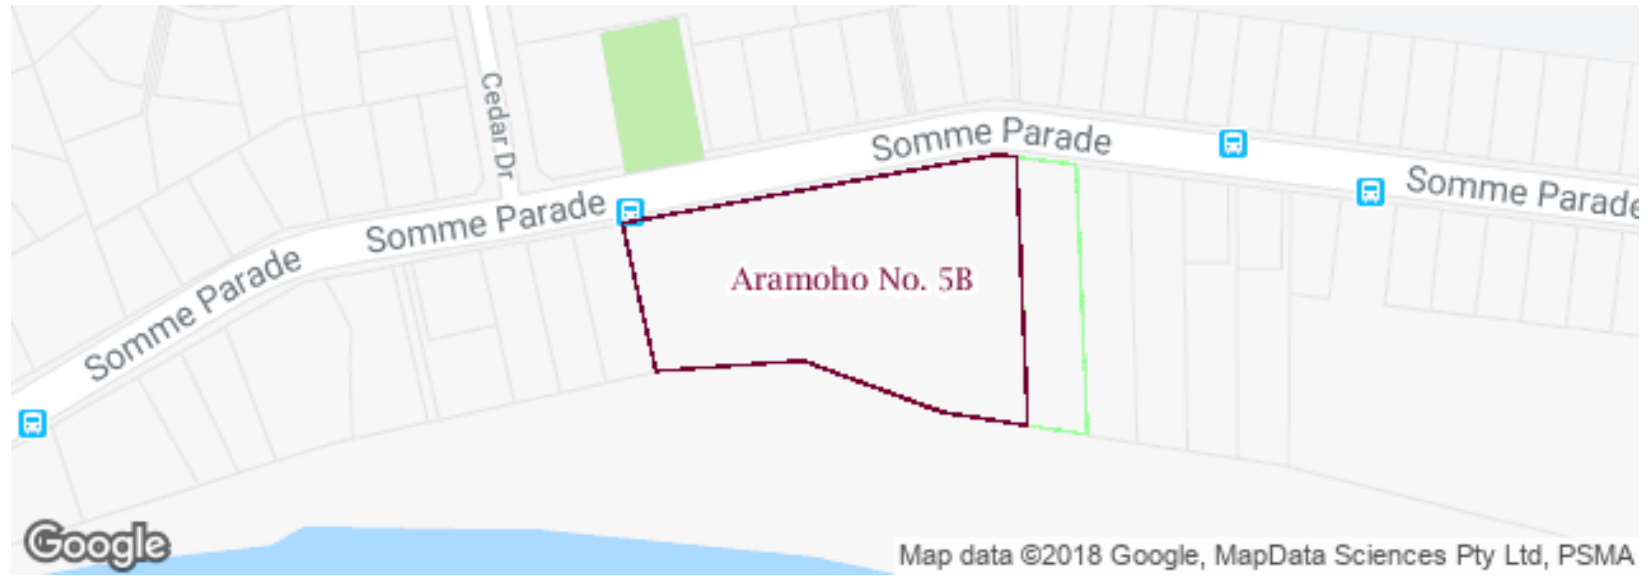 Cedar Dr
Somme Parade
Somme Parade
Somme Parade
Somme Parade
Aramoho No. 5B
Google
Map data ©2018 Google, MapData Sciences Pty Ltd, PSMA